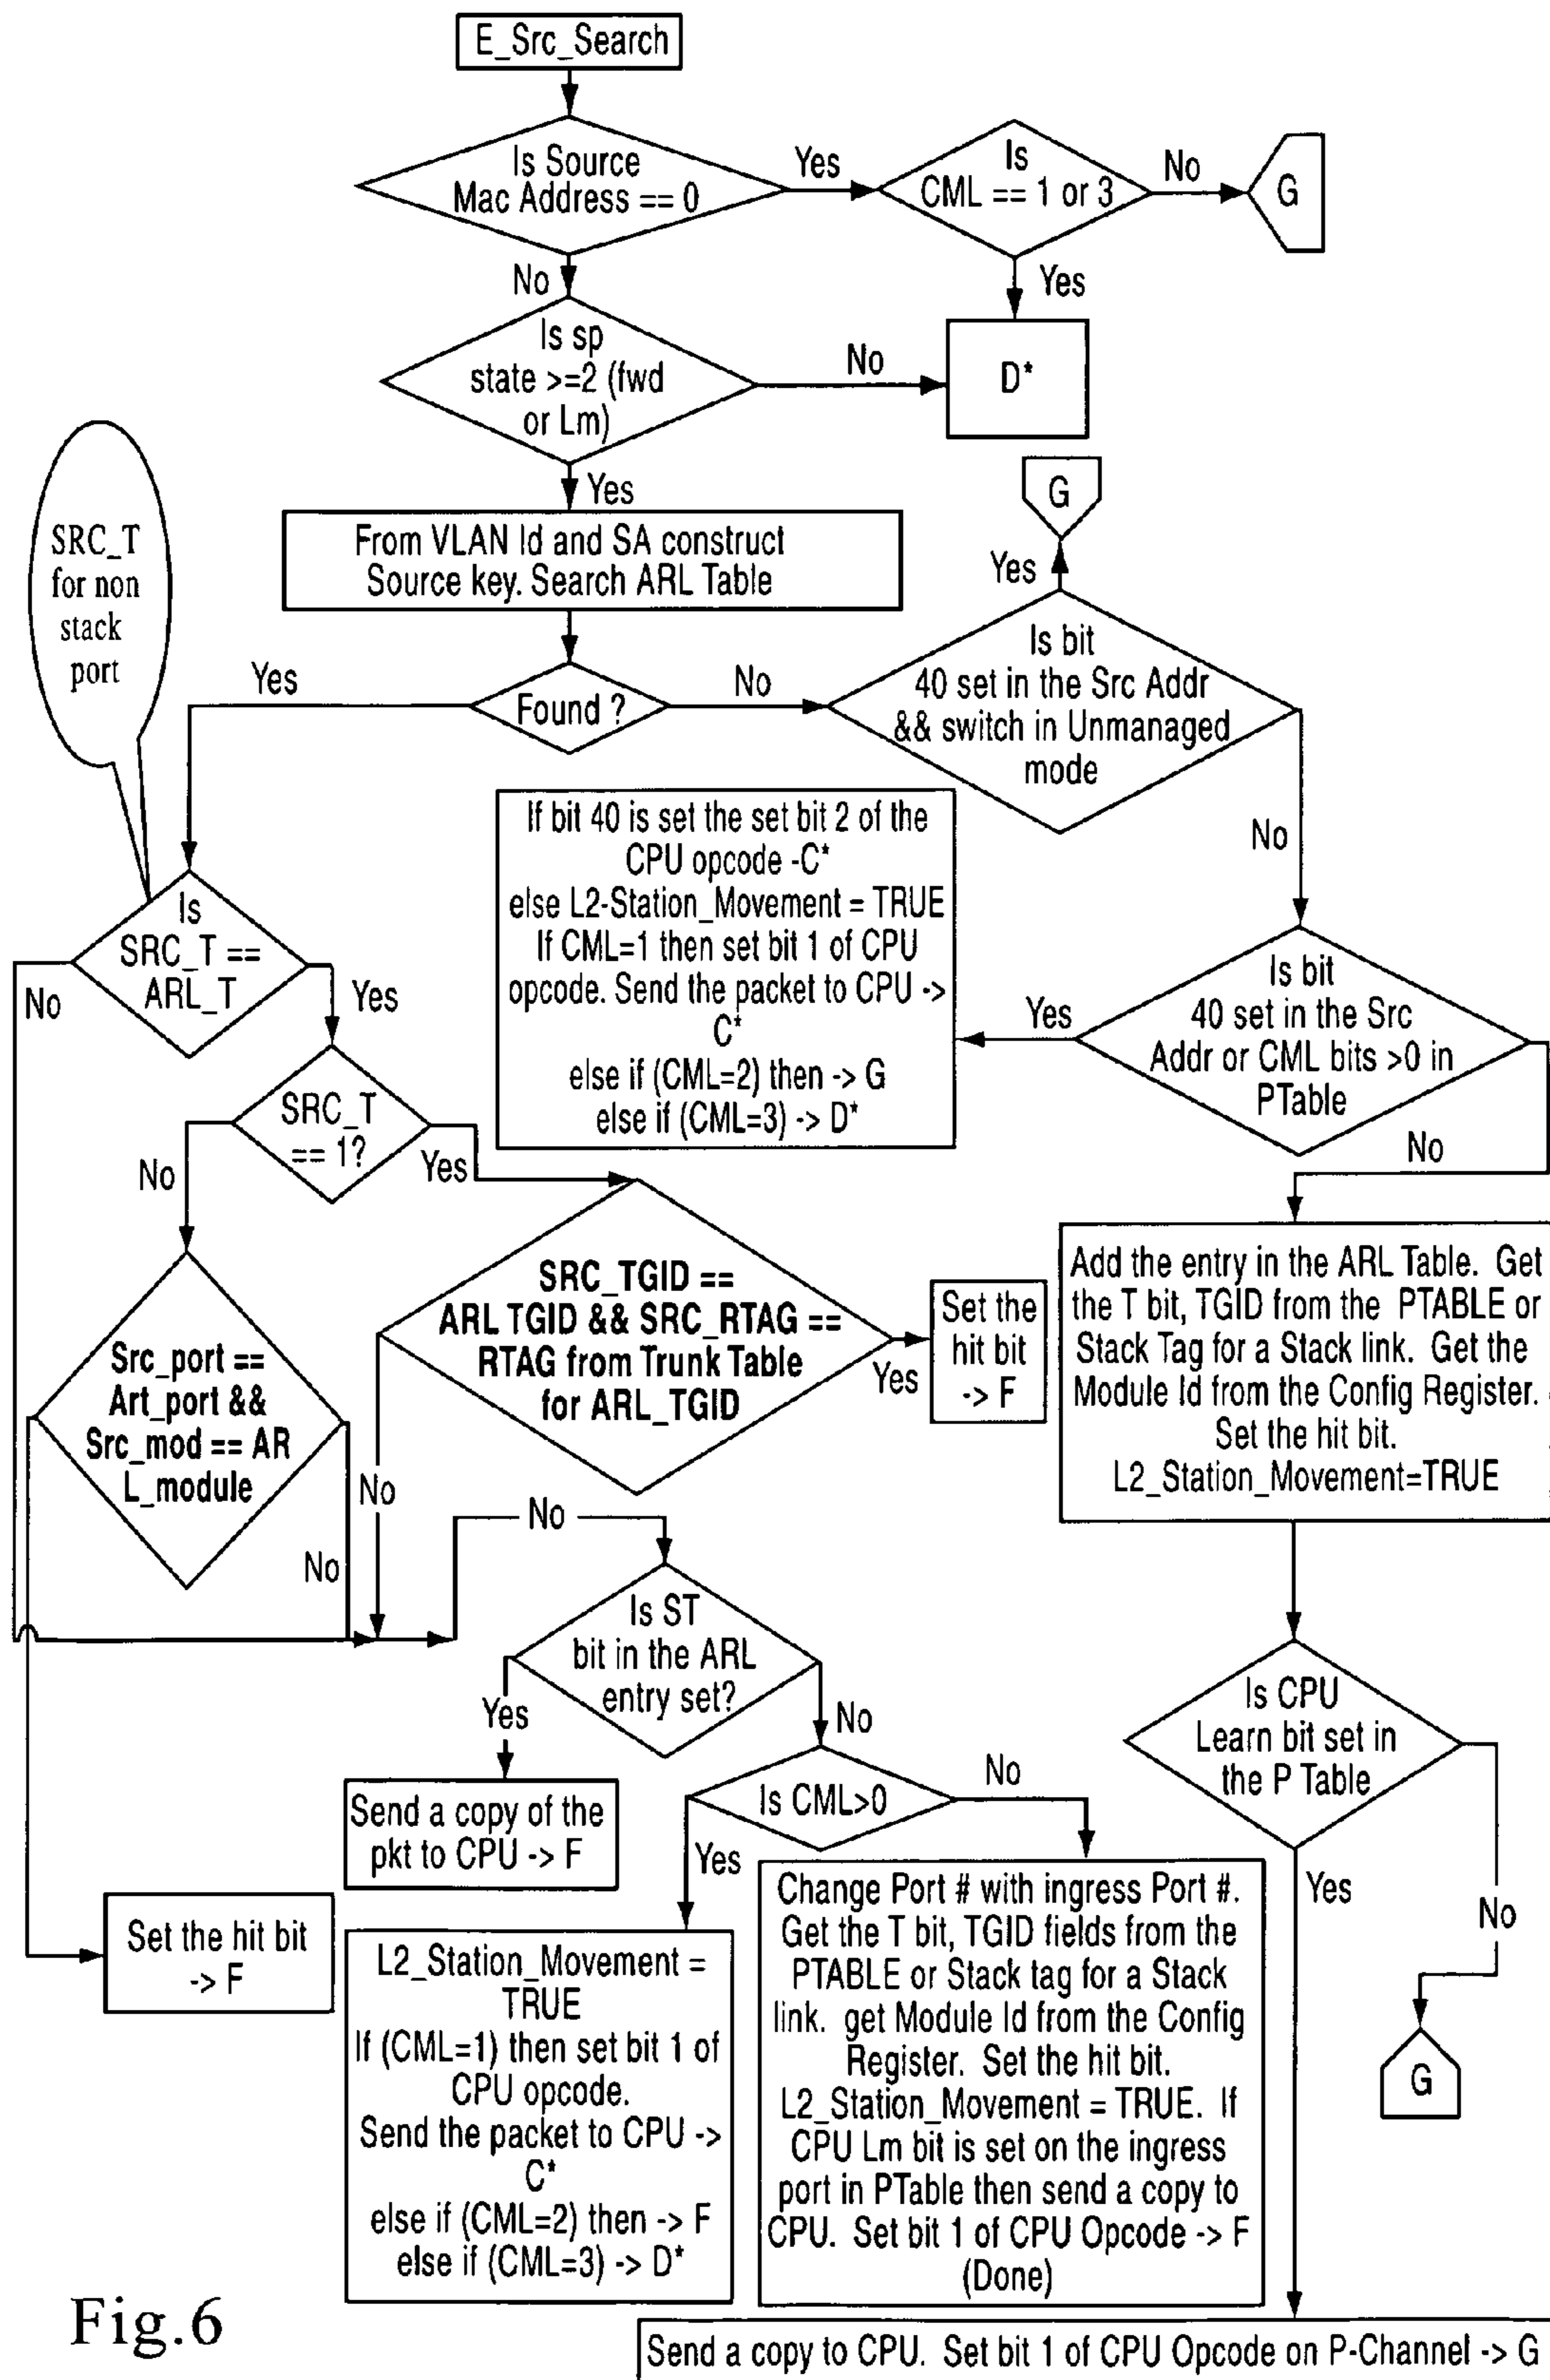 E_Src_Search
Is Source
Mac Address == 0
Yes
Is
CML == 1 or 3
No
G
No
Yes
Is sp
state >=2 (fwd
or Lm)
No
D*
Yes
G
From VLAN Id and SA construct
Source key. Search ARL Table
Yes
SRC_T
for non
stack
port
Is bit
40 set in the Src Addr
&& switch in Unmanaged
mode
Yes
Found ?
No
No
If bit 40 is set the set bit 2 of the
CPU opcode -C*
else L2-Station_Movement = TRUE
If CML=1 then set bit 1 of CPU
opcode. Send the packet to CPU ->
C*
else if (CML=2) then -> G
else if (CML=3) -> D*
Is
SRC_T ==
ARL_T
No
Yes
Yes
Is bit
40 set in the Src
Addr or CML bits >0 in
PTable
No
SRC_T
== 1?
No
Yes
SRC_TGID ==
ARL TGID && SRC_RTAG ==
RTAG from Trunk Table
for ARL_TGID
Yes
Set the
hit bit
-> F
Add the entry in the ARL Table. Get
the T bit, TGID from the PTABLE or
Stack Tag for a Stack link. Get the
Module Id from the Config Register.
Set the hit bit.
L2_Station_Movement=TRUE
Src_port ==
Art_port &&
Src_mod == AR
L_module
No
No
No
Is ST
bit in the ARL
entry set?
Yes
No
Is CPU
Learn bit set in
the P Table
Send a copy of the
pkt to CPU -> F
Is CML>0
No
Yes
Yes
No
Set the hit bit
-> F
L2_Station_Movement =
TRUE
If (CML=1) then set bit 1 of
CPU opcode.
Send the packet to CPU ->
C*
else if (CML=2) then -> F
else if (CML=3) -> D*
Change Port # with ingress Port #.
Get the T bit, TGID fields from the
PTABLE or Stack tag for a Stack
link. get Module Id from the Config
Register. Set the hit bit.
L2_Station_Movement = TRUE. If
CPU Lm bit is set on the ingress
port in PTable then send a copy to
CPU. Set bit 1 of CPU Opcode -> F
(Done)
G
Fig.6
Send a copy to CPU. Set bit 1 of CPU Opcode on P-Channel -> G